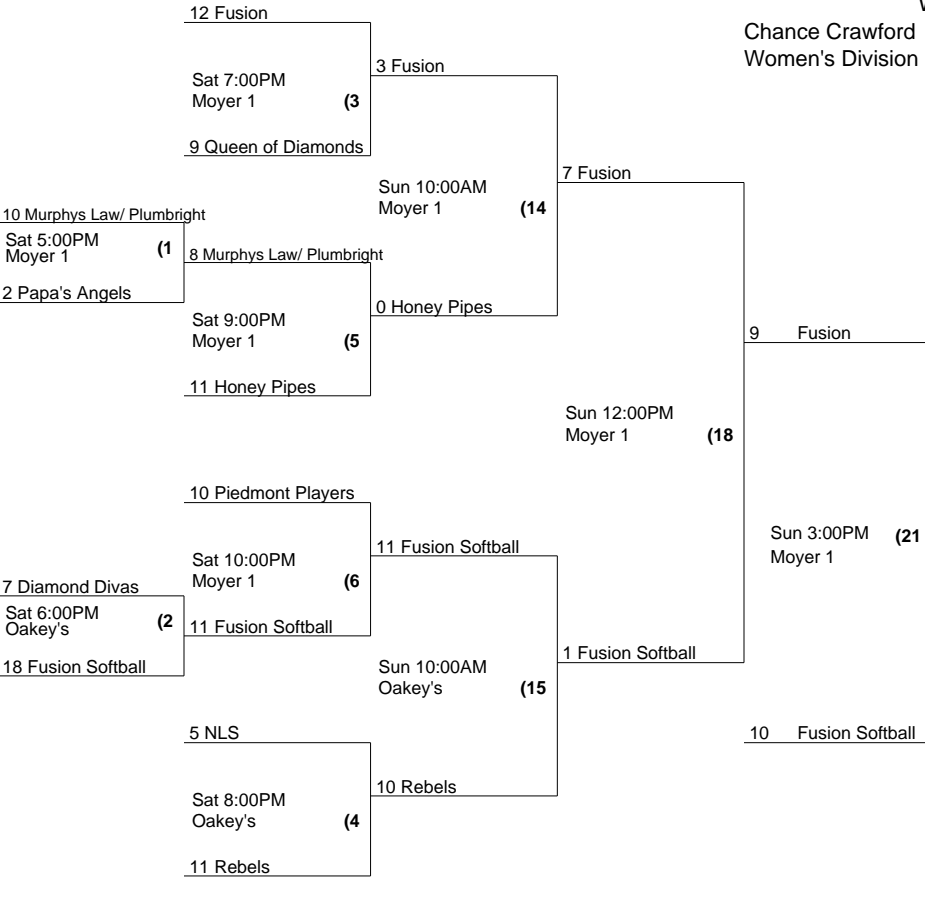 12 Fusion
Chance Crawford
Women's Division
3 Fusion
Sat 7:00PM
Moyer 1 (3
9 Queen of Diamonds
7 Fusion
Sun 10:00AM
Moyer 1 (14
10 Murphys Law/ Plumbright
Sat 5:00PM
Moyer 1 (1
8 Murphys Law/ Plumbright
2 Papa's Angels
0 Honey Pipes
Sat 9:00PM
Moyer 1 (5
9 Fusion
11 Honey Pipes
Sun 12:00PM
Moyer 1 (18
10 Piedmont Players
11 Fusion Softball
Sun 3:00PM (21
Moyer 1
Sat 10:00PM
Moyer 1 (6
7 Diamond Divas
Sat 6:00PM
Oakey's (2
11 Fusion Softball
18 Fusion Softball
1 Fusion Softball
Sun 10:00AM
Oakey's (15
5 NLS
10 Fusion Softball
10 Rebels
Sat 8:00PM
Oakey's (4
11 Rebels